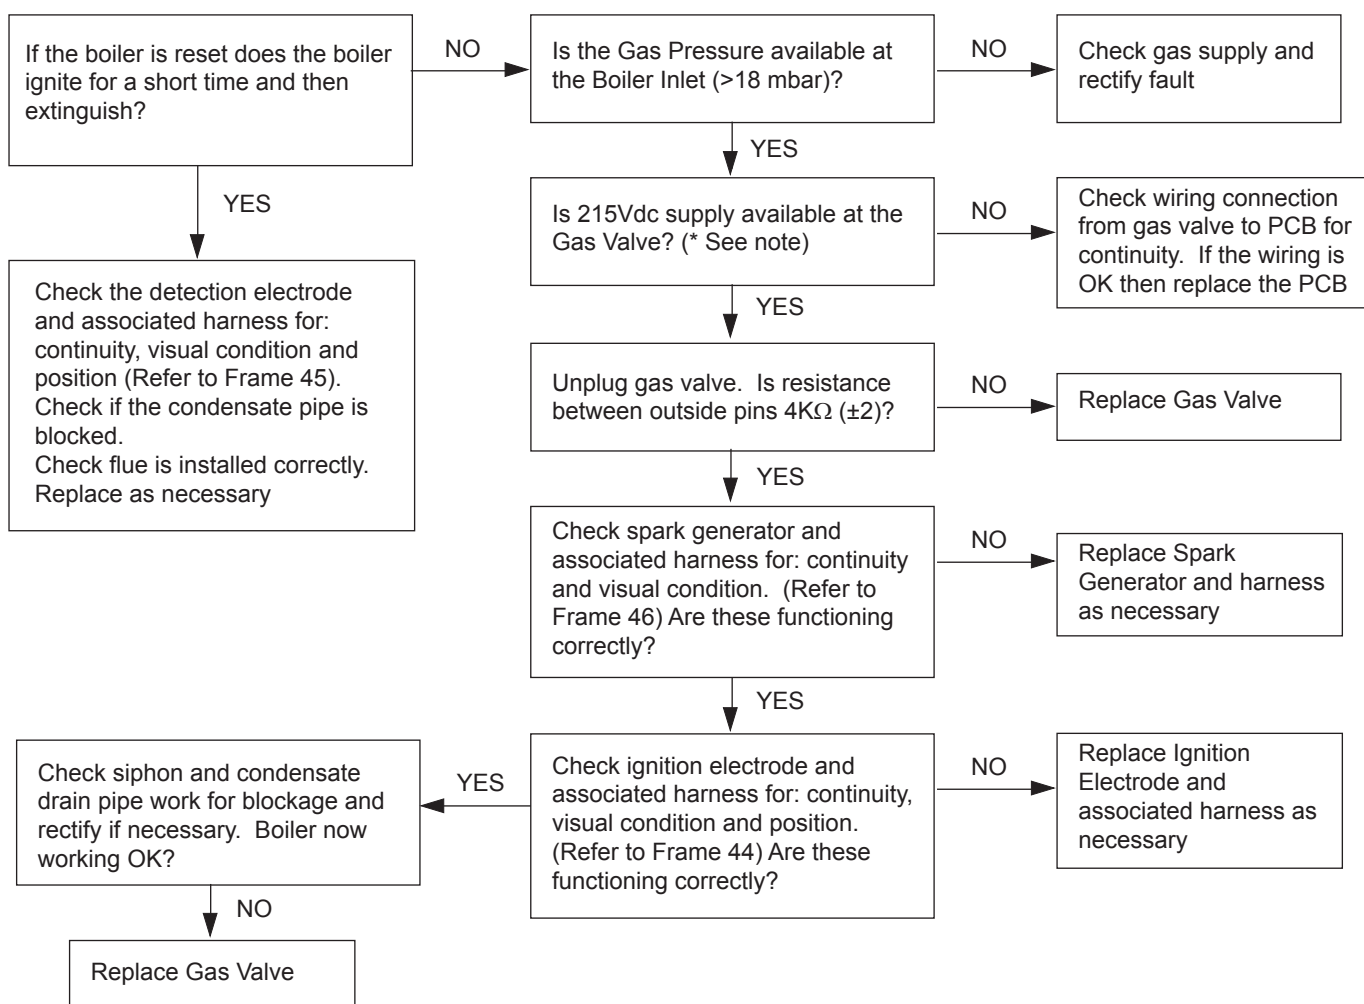 If the boiler is reset does the boiler
ignite for a short time and then
extinguish?
NO
Is the Gas Pressure available at
the Boiler Inlet (>18 mbar)?
NO
Check gas supply and
rectify fault
YES
YES
Check the detection electrode
and associated harness for:
continuity, visual condition and
position (Refer to Frame 45).
Check if the condensate pipe is
blocked.
Check flue is installed correctly.
Replace as necessary
Is 215Vdc supply available at the
Gas Valve? (* See note)
NO
Check wiring connection
from gas valve to PCB for
continuity.  If the wiring is
OK then replace the PCB
YES
Unplug gas valve.  Is resistance
between outside pins 4KΩ (±2)?
NO
Replace Gas Valve
YES
Check spark generator and
associated harness for: continuity
and visual condition.  (Refer to
Frame 46) Are these functioning
correctly?
NO
Replace Spark
Generator and harness
as necessary
YES
Check ignition electrode and
associated harness for: continuity,
visual condition and position.
(Refer to Frame 44) Are these
functioning correctly?
NO
Replace Ignition
Electrode and
associated harness as
necessary
YES
Check siphon and condensate
drain pipe work for blockage and
rectify if necessary.  Boiler now
working OK?
NO
Replace Gas Valve